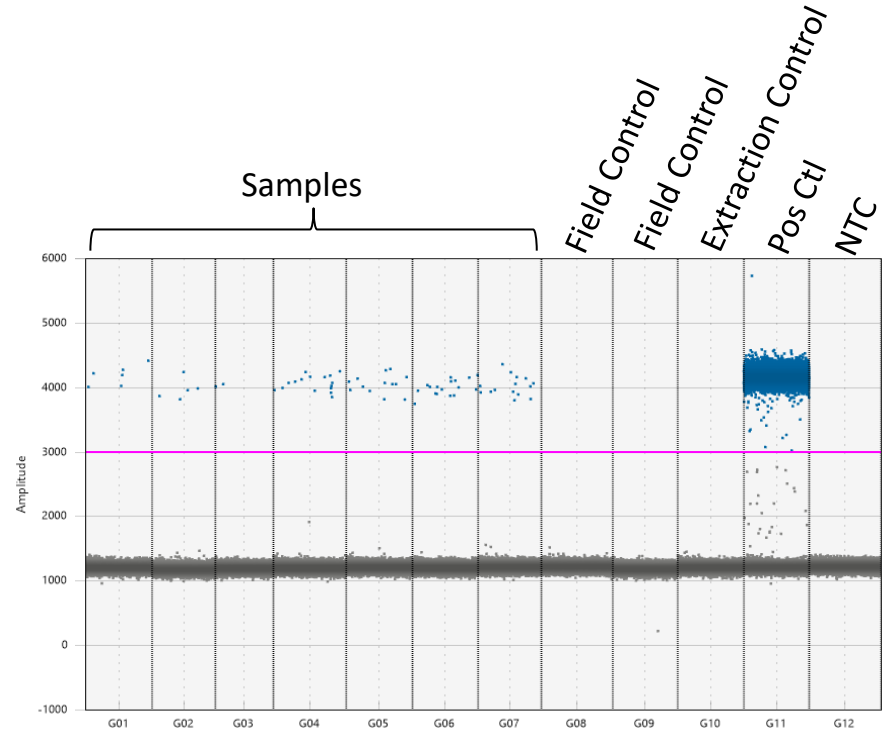 Samples
Field Control
Field Control
Extraction Control
Pos Ctl
NTC
6000
5000
4000
3000
2000
1000
0
-1000
Amplitude
G01 G02 G03 G04 G05 G06 G07 G08 G09 G10 G11 G12